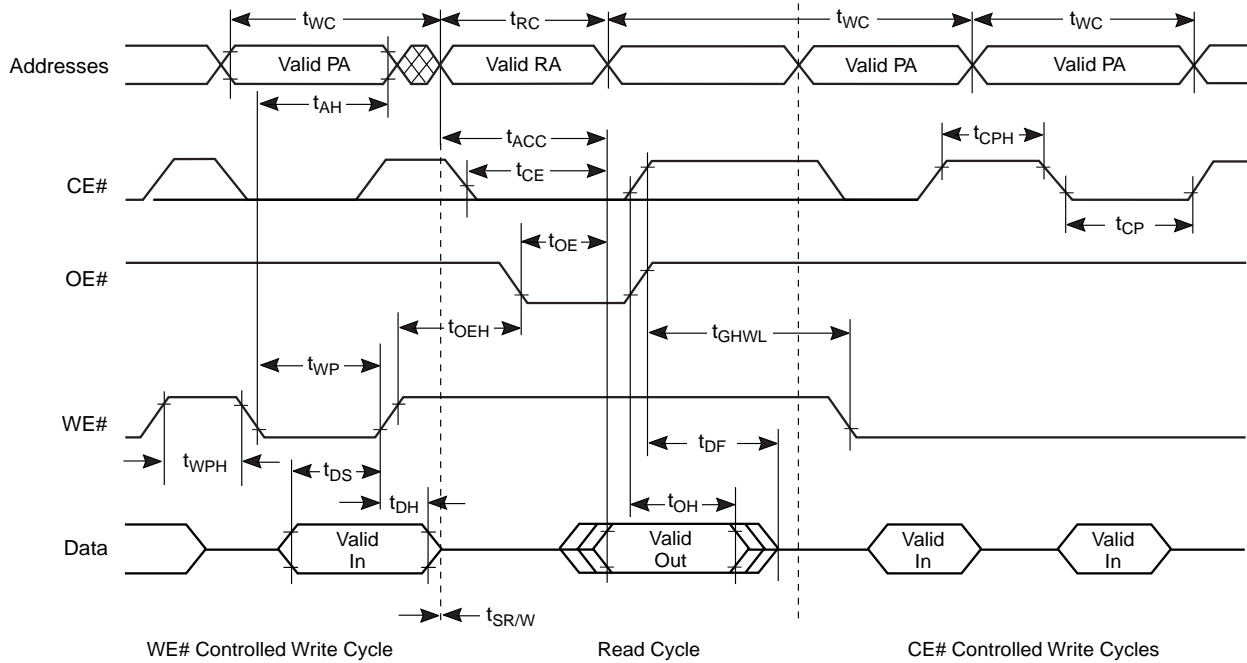 tWC
tRC
tWC
tWC
Addresses
Valid PA
Valid RA
Valid PA
Valid PA
tAH
tACC
tCPH
CE#
tCE
tCP
tOE
OE#
tOEH
tGHWL
tWP
WE#
tWPH
tDS
tDF
tDH
tOH
Data
Valid
In
Valid
Out
Valid
In
Valid
In
tSR/W
WE# Controlled Write Cycle
Read Cycle
CE# Controlled Write Cycles